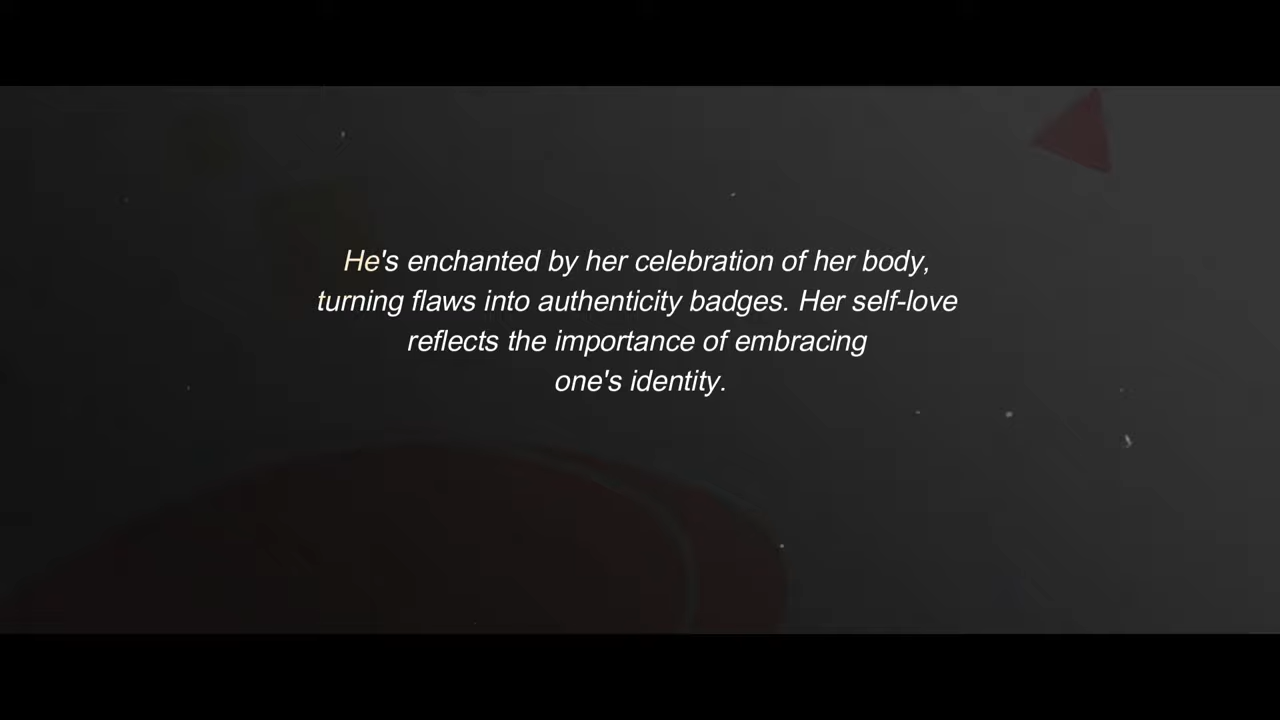 He's enchanted by her celebration of her body,
turning flaws into authenticity badges. Her self-love
reflects the importance of embracing
one's identity.